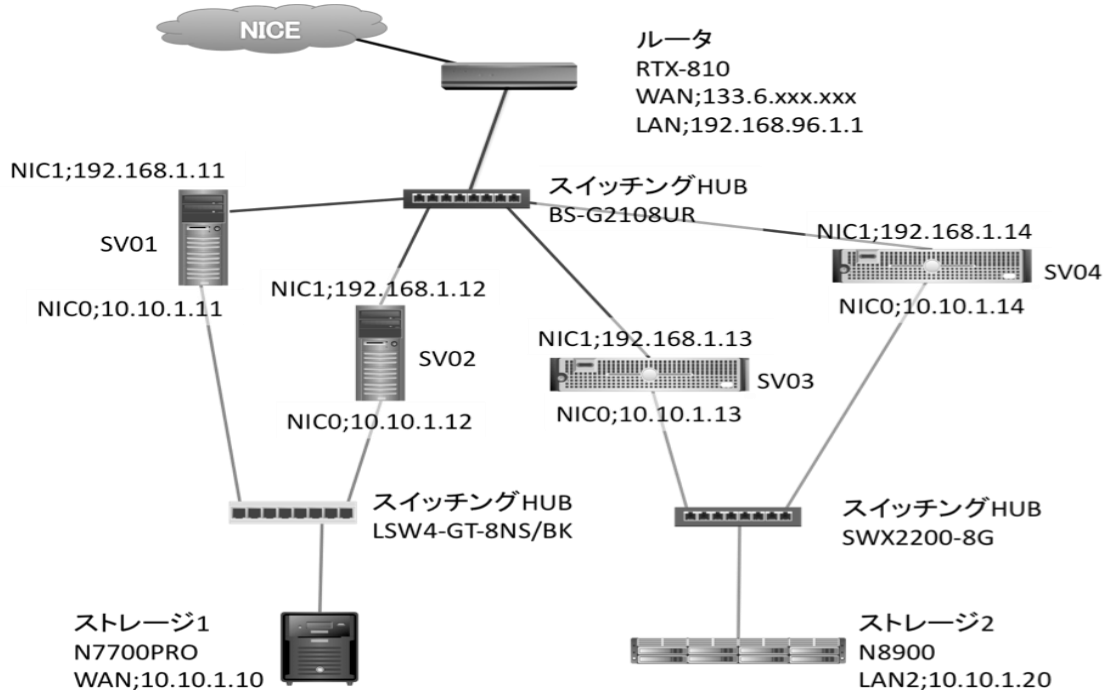 NICE
ルータ
RTX-810
WAN;133.6.xxx.xxx
LAN;192.168.96.1.1
NIC1;192.168.1.11
スイッチングHUB
BS-G2108UR
SV01
NIC1;192.168.1.14
SV04
NIC0;10.10.1.11
NIC1;192.168.1.12
NIC0;10.10.1.14
SV02
NIC1;192.168.1.13
SV03
NIC0;10.10.1.12
NIC0;10.10.1.13
スイッチングHUB
LSW4-GT-8NS/BK
スイッチングHUB
SWX2200-8G
ストレージ1
N7700PRO
WAN;10.10.1.10
ストレージ2
N8900
LAN2;10.10.1.20